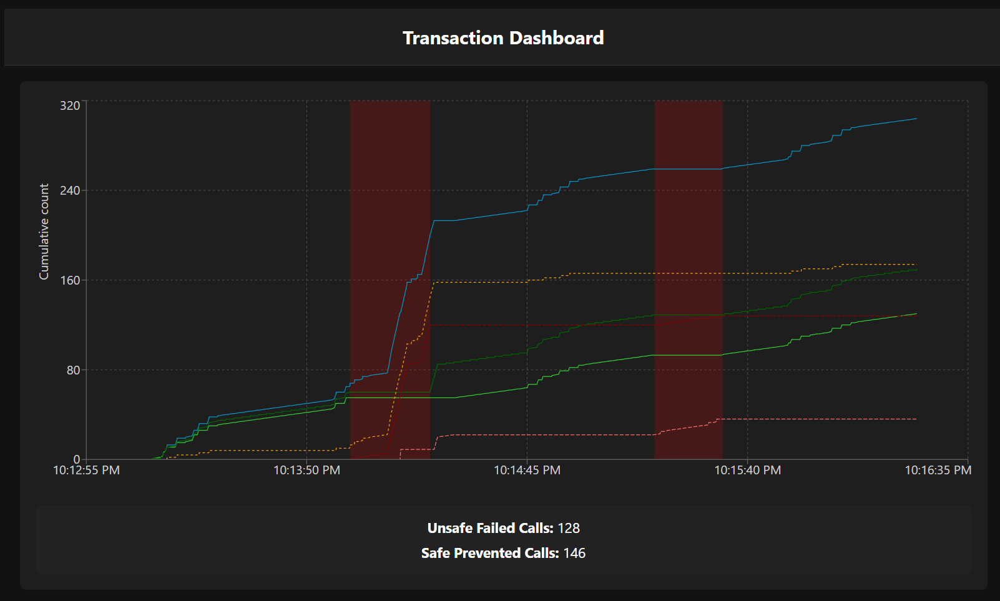 Transaction Dashboard
320
240
160
80
0
Cumulative count
10:12:55 PM 10:13:50 PM 10:14:45 PM 10:15:40 PM 10:16:35 PM
Unsafe Failed Calls: 128
Safe Prevented Calls: 146